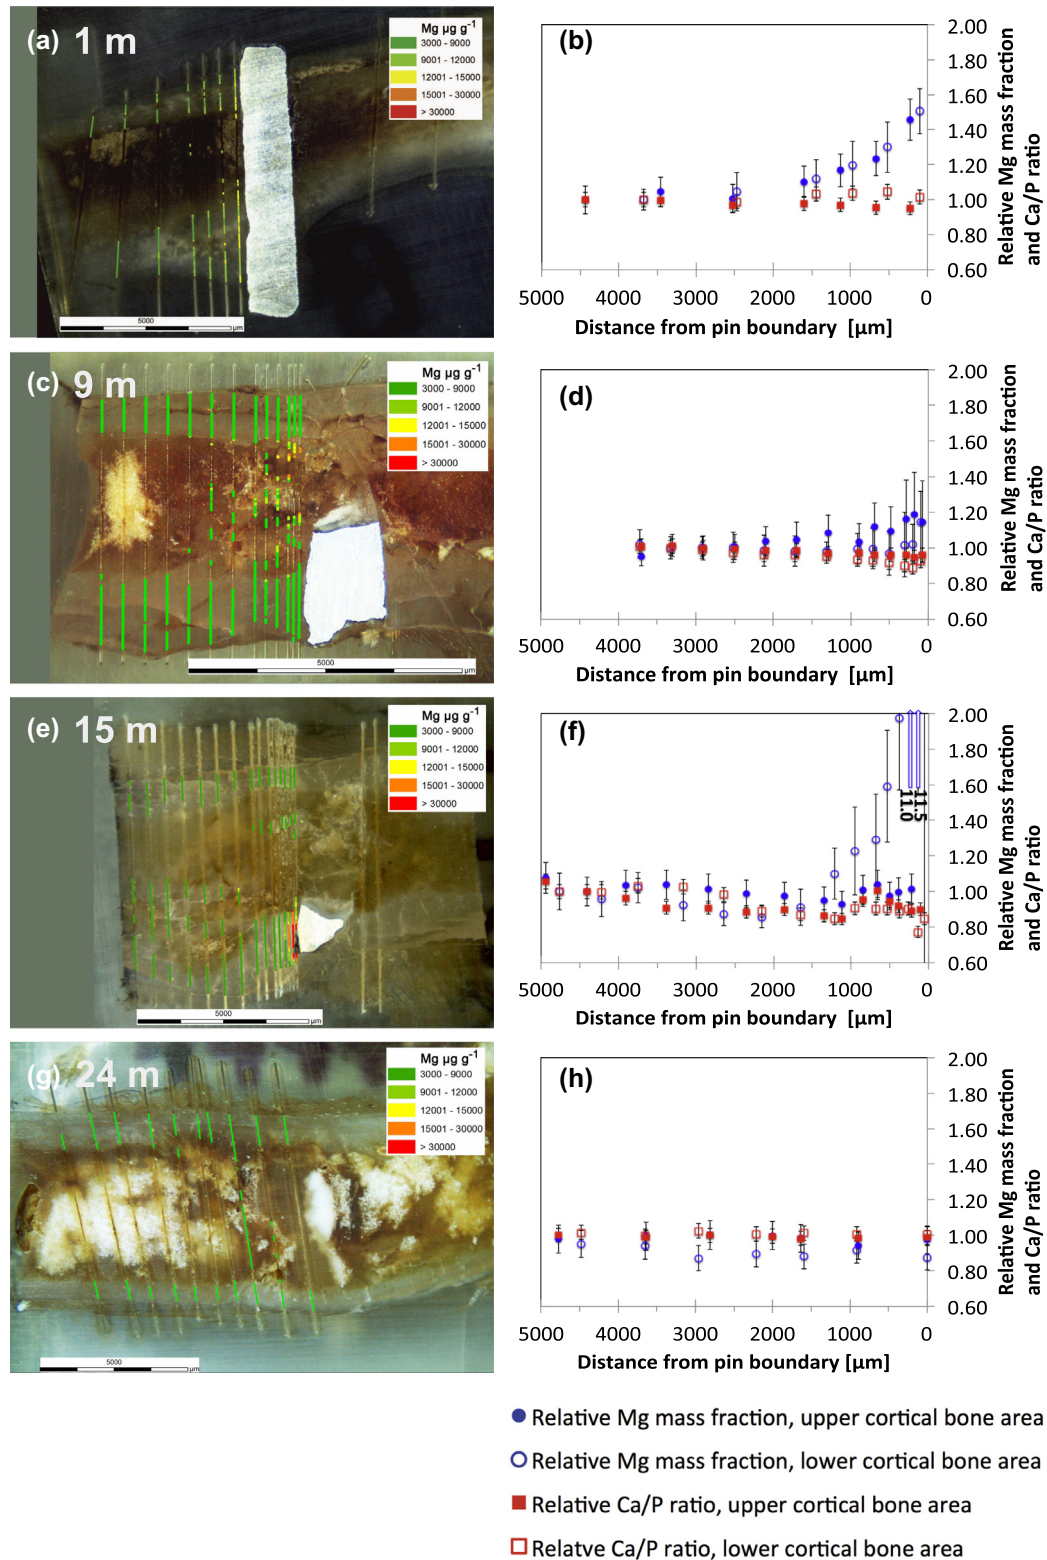 (a) 1 m
Mg µg g-1
3000 - 9000
9001 - 12000
12001 - 15000
15001 - 30000
> 30000
5000
µm
(b)
2.00
1.80
1.60
1.40
1.20
1.00
0.80
0.60
Relative Mg mass fraction
and Ca/P ratio
5000 4000 3000 2000 1000 0
Distance from pin boundary [µm]
(c) 9 m
Mg µg g-1
3000 - 9000
9001 - 12000
12001 - 15000
15001 - 30000
> 30000
5000
µm
(d)
2.00
1.80
1.60
1.40
1.20
1.00
0.80
0.60
Relative Mg mass fraction
and Ca/P ratio
5000 4000 3000 2000 1000 0
Distance from pin boundary [µm]
(e) 15 m
Mg µg g-1
3000 - 9000
9001 - 12000
12001 - 15000
15001 - 30000
> 30000
5000
µm
(f)
11.0
11.5
2.00
1.80
1.60
1.40
1.20
1.00
0.80
0.60
Relative Mg mass fraction
and Ca/P ratio
5000 4000 3000 2000 1000 0
Distance from pin boundary [µm]
(g) 24 m
Mg µg g-1
3000 - 9000
9001 - 12000
12001 - 15000
15001 - 30000
> 30000
5000
µm
(h)
2.00
1.80
1.60
1.40
1.20
1.00
0.80
0.60
Relative Mg mass fraction
and Ca/P ratio
5000 4000 3000 2000 1000 0
Distance from pin boundary [µm]
Relative Mg mass fraction, upper cortical bone area
Relative Mg mass fraction, lower cortical bone area
Relative Ca/P ratio, upper cortical bone area
Relatve Ca/P ratio, lower cortical bone area